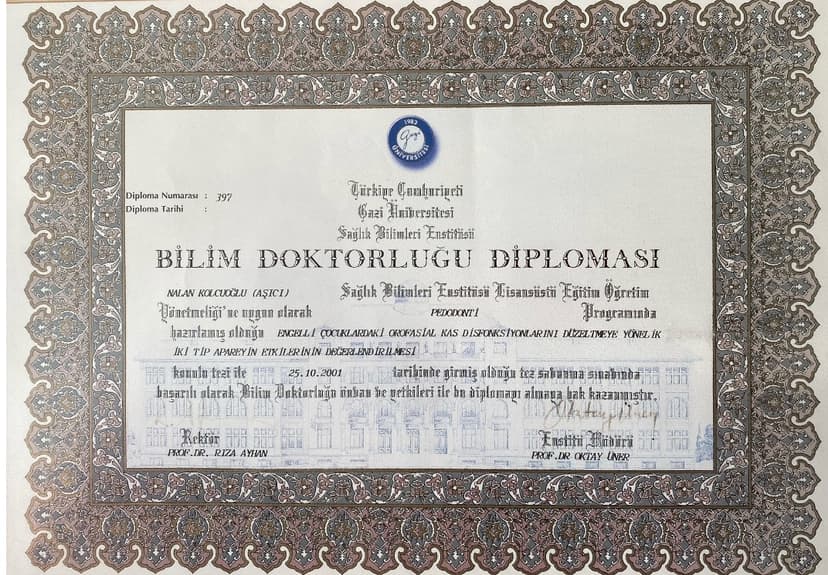 1982
Gazi
ÜNİVERSİTESİ
Diploma Numarası : 397
Diploma Tarihi :
Türkiye Cumhuriyeti
Gazi Üniversitesi
Sağlık Bilimleri Enstitüsü
BİLİM DOKTORLUĞU DİPLOMASI
NALAN KOLCUOĞLU (AŞICI) Sağlık Bilimleri Enstitüsü Lisansüstü Eğitim Öğretim
Yönetmeliği'ne uygun olarak PEDODONTİ Programında
hazırlamış olduğu ENGELLİ ÇOCUKLARDAKİ OROFASİAL KAS DİSFONKSİYONLARINI DÜZELTMEYE YÖNELİK
İKİ TİP APAREYİN ETKİLERİNİN DEĞERLENDİRİLMESİ
konulu tezi ile 25.10.2001 tarihinde girmiş olduğu tez savunma sınavında
başarılı olarak Bilim Doktorluğu ünvan ve yetkileri ile bu diplomayı almaya hak kazanmıştır.
Rektör Enstitü Müdürü
PROF.DR. RIZA AYHAN PROF.DR OKTAY ÜNER